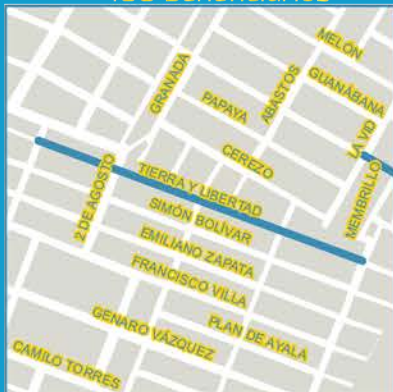 MELÓN
GRANADA
GUANÁBANA
PAPAYA
ABASTOS
LA VID
CEREZO
2 DE AGOSTO
TIERRA Y LIBERTAD
MEMBRILLO
SIMÓN BOLÍVAR
EMILIANO ZAPATA
FRANCISCO VILLA
GENARO VÁZQUEZ
PLAN DE AYALA
CAMILO TORRES